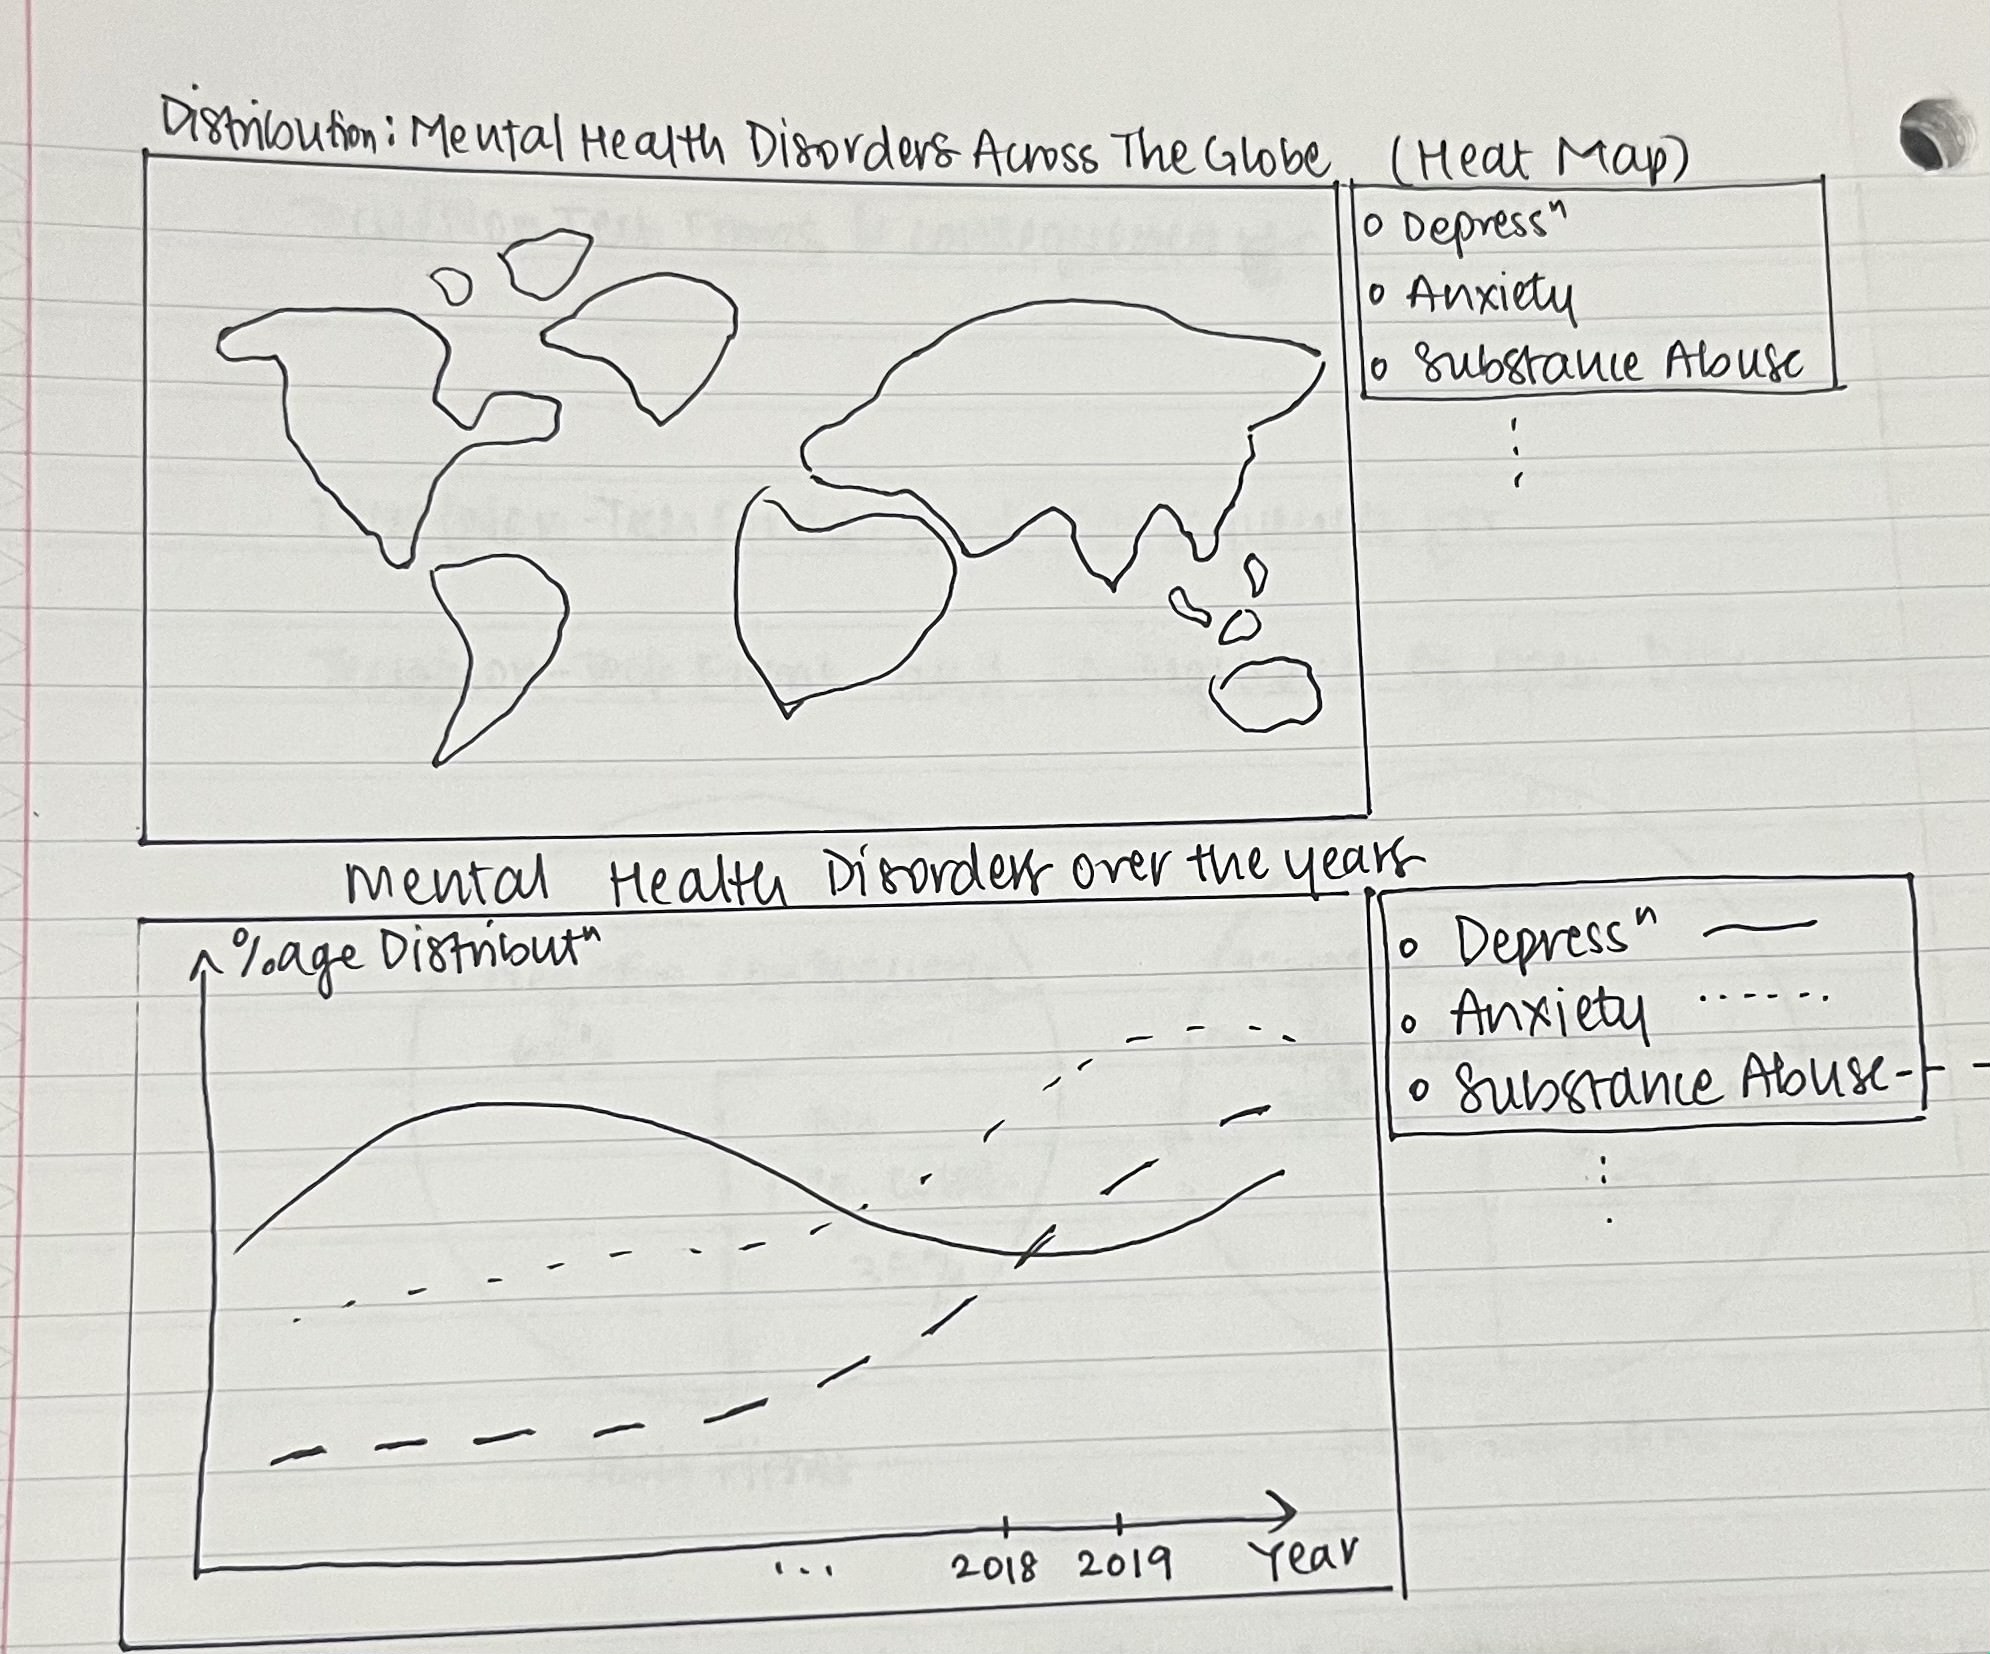 Distribution: Mental Health Disorders Across The Globe (Heat Map)
o Depressⁿ
o Anxiety
o Substance Abuse
Mental Health Disorders over the years
%age Distributⁿ
o Depressⁿ
o Anxiety
o Substance Abuse
... 2018 2019 Year